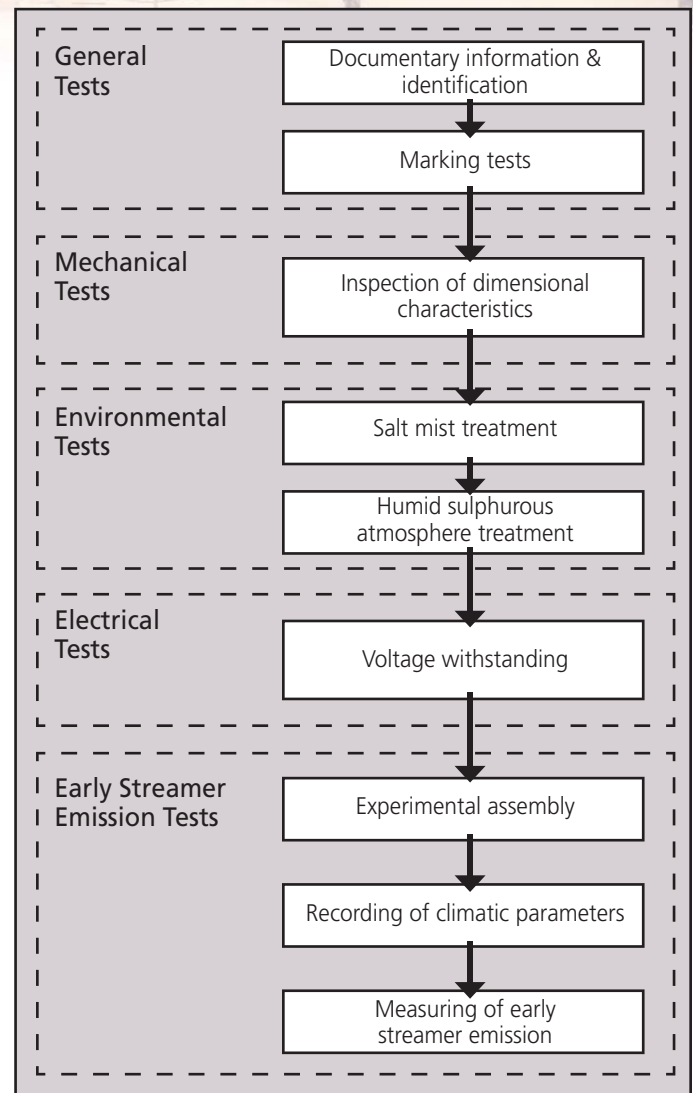 General
Tests
Documentary information &
identification
Marking tests
Mechanical
Tests
Inspection of dimensional
characteristics
Environmental
Tests
Salt mist treatment
Humid sulphurous
atmosphere treatment
Electrical
Tests
Voltage withstanding
Early Streamer
Emission Tests
Experimental assembly
Recording of climatic parameters
Measuring of early
streamer emission